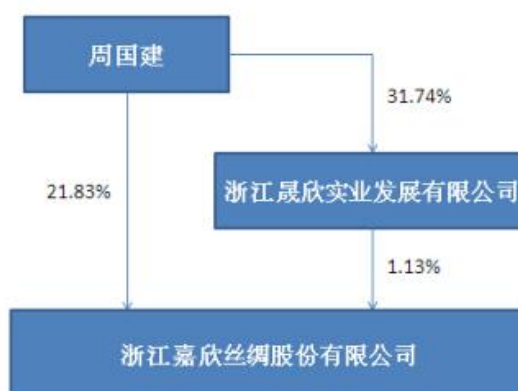 周国建
31.74%
21.83%
浙江晟欣实业发展有限公司
1.13%
浙江嘉欣丝绸股份有限公司